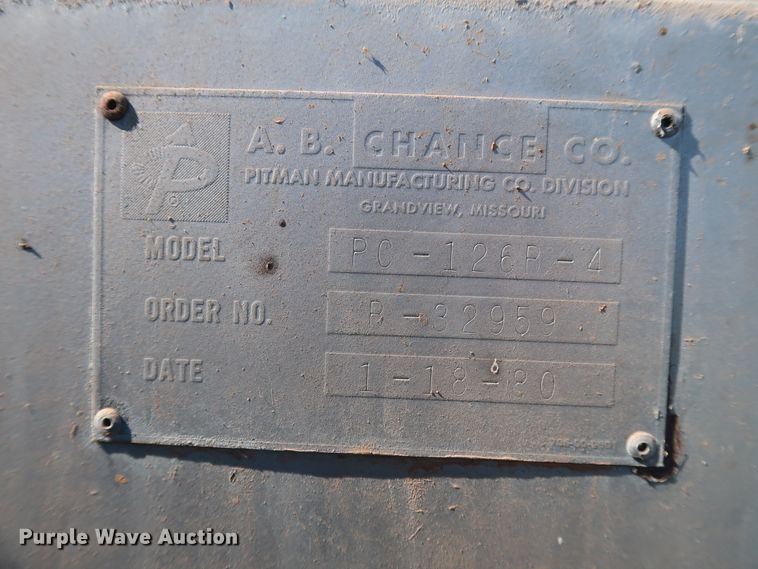 A. B. CHANCE CO.
PITMAN MANUFACTURING CO. DIVISION
GRANDVIEW, MISSOURI
MODEL PC-126R-4
ORDER NO. B-32959
DATE 1-18-80
Purple Wave Auction